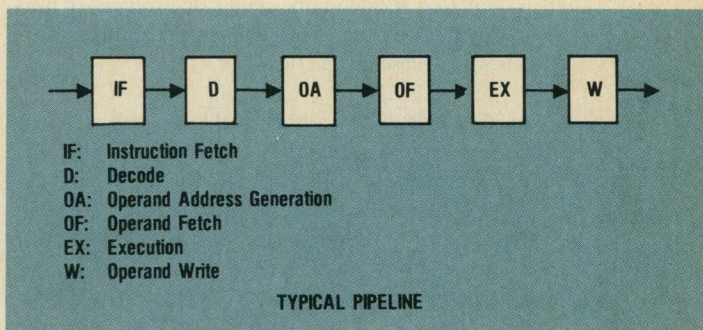 IF D OA OF EX W
IF: Instruction Fetch
D: Decode
OA: Operand Address Generation
OF: Operand Fetch
EX: Execution
W: Operand Write
TYPICAL PIPELINE